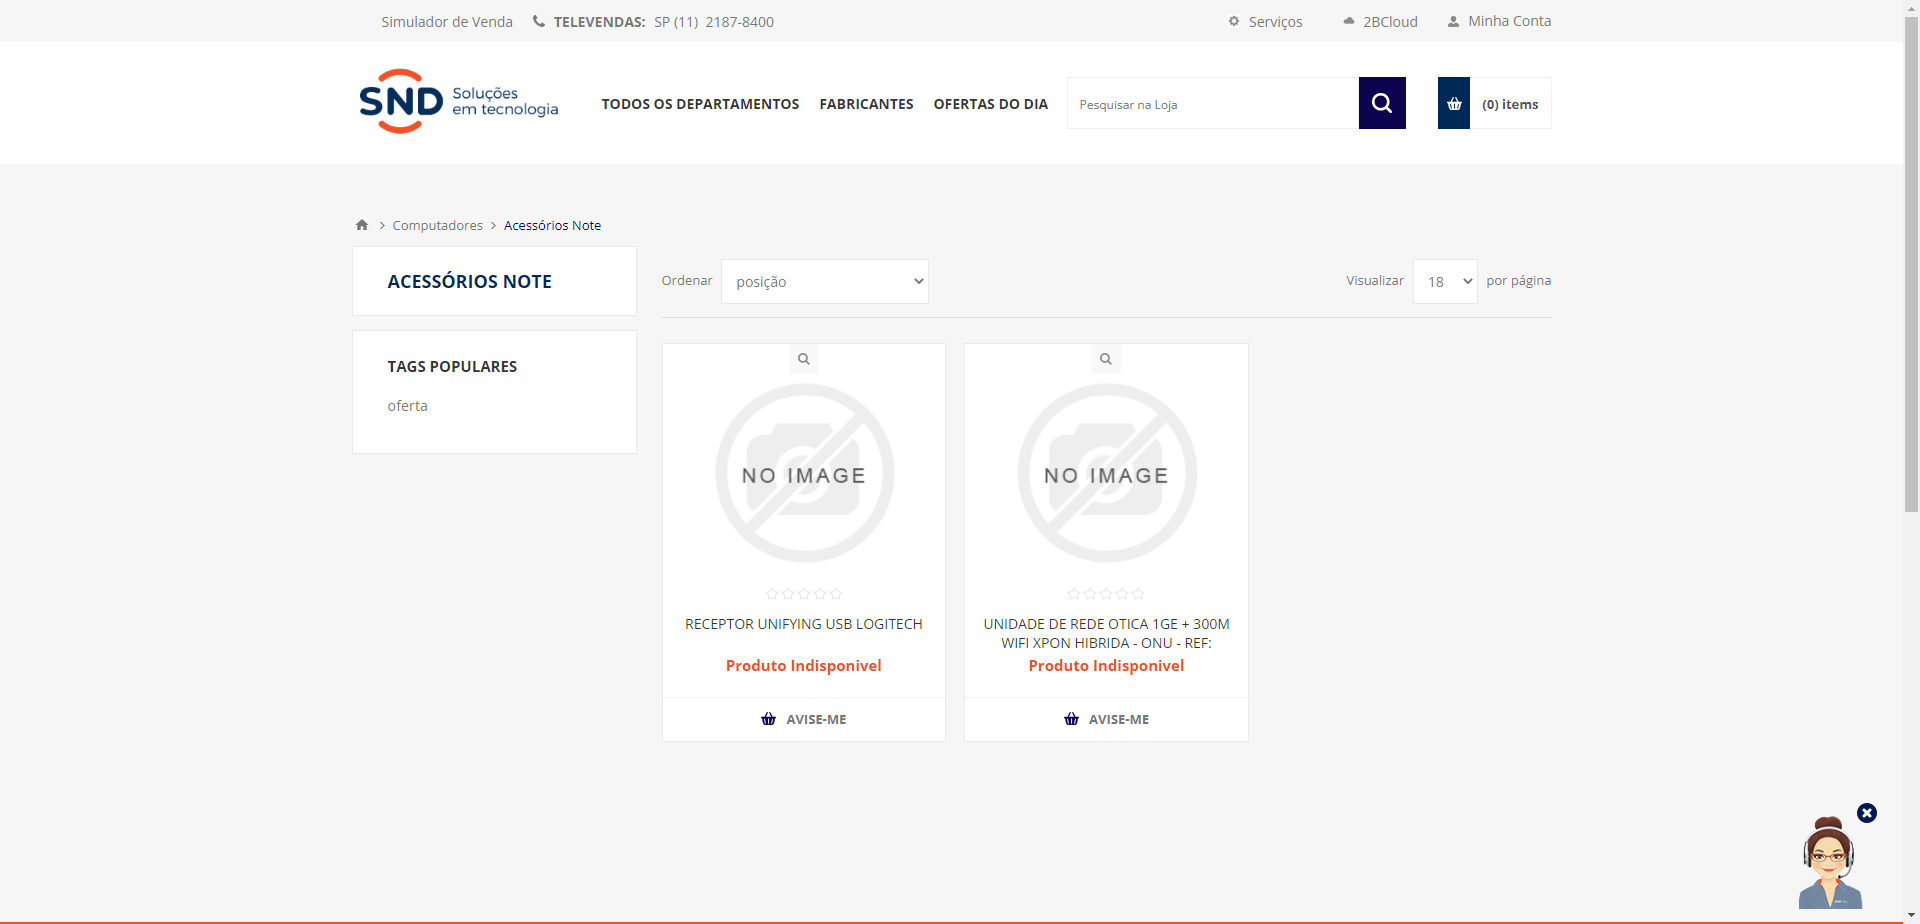 Simulador de Venda
TELEVENDAS: SP (11) 2187-8400
Serviços
2BCloud
Minha Conta
SND Soluções
em tecnologia
TODOS OS DEPARTAMENTOS
FABRICANTES
OFERTAS DO DIA
Pesquisar na Loja
(0) items
Computadores
Acessórios Note
ACESSÓRIOS NOTE
TAGS POPULARES
oferta
Ordenar
posição
Visualizar
18
por página
NO IMAGE
RECEPTOR UNIFYING USB LOGITECH
Produto Indisponivel
AVISE-ME
NO IMAGE
UNIDADE DE REDE OTICA 1GE + 300M
WIFI XPON HIBRIDA - ONU - REF:
Produto Indisponivel
AVISE-ME